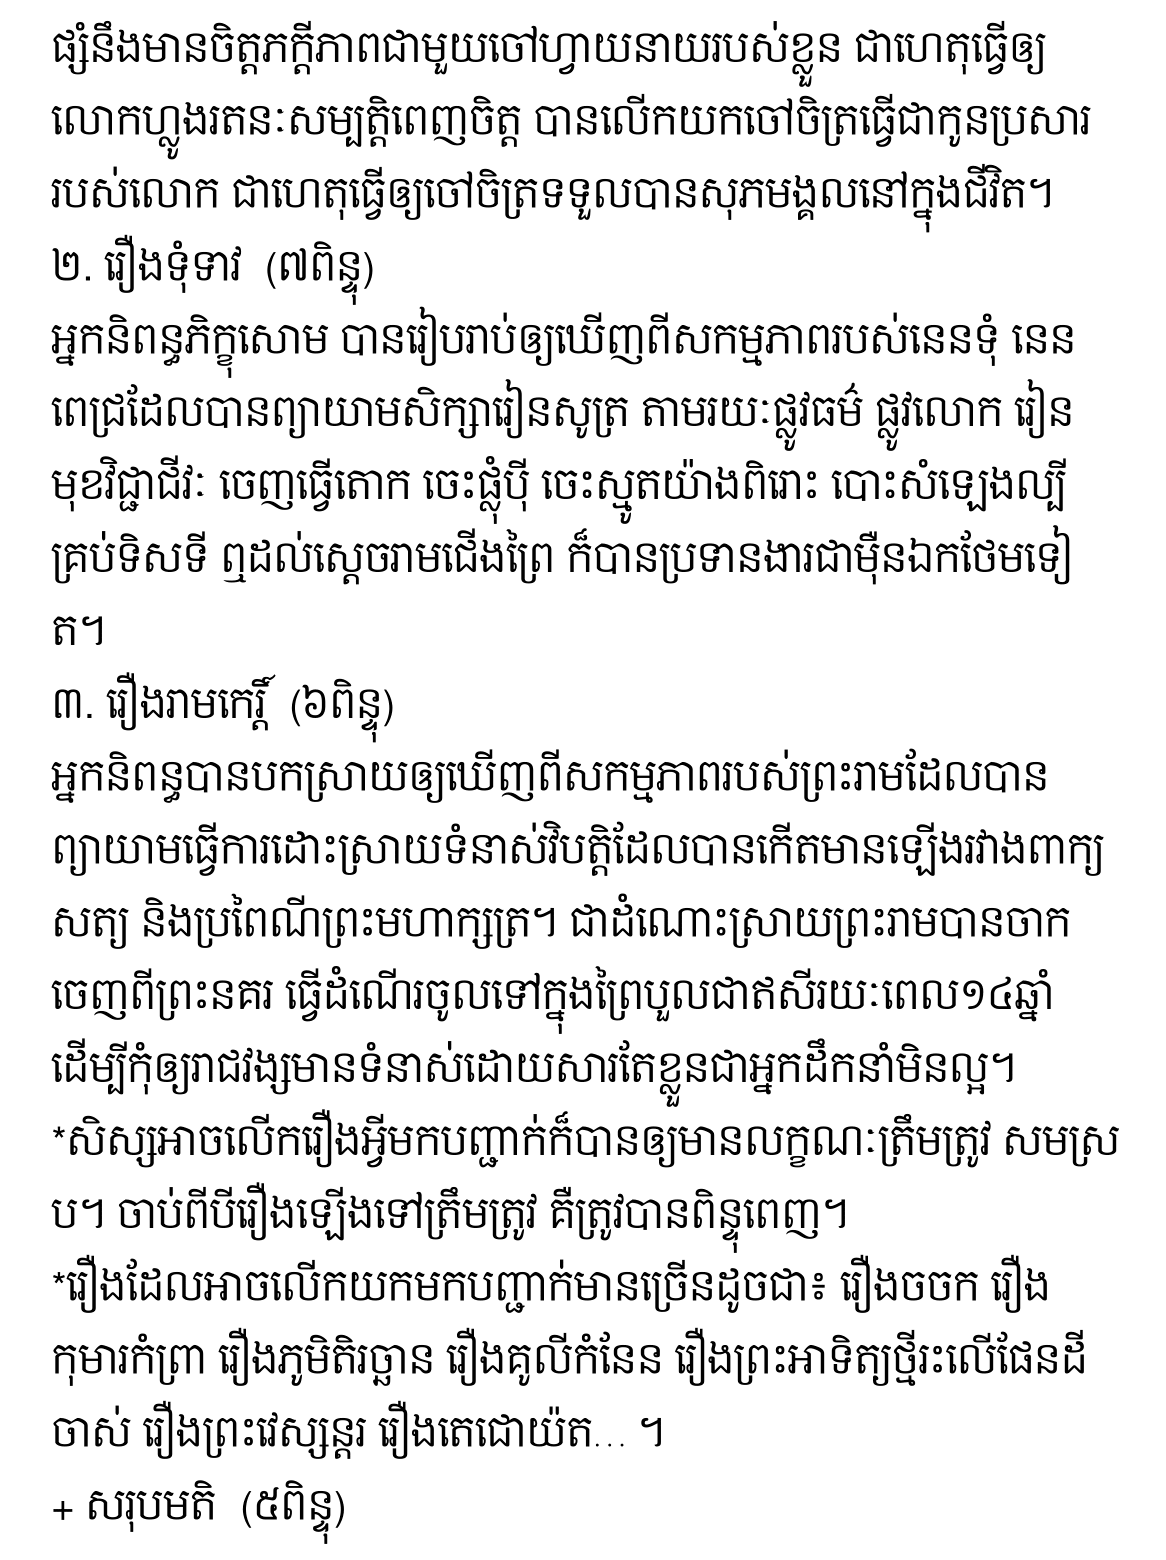 ផ្សំនឹងមានចិត្តភក្តីភាពជាមួយចៅហ្វាយនាយរបស់ខ្លួន ជាហេតុធ្វើឲ្យ
លោកហ្លួងរតនៈសម្បត្តិពេញចិត្ត បានលើកយកចៅចិត្រធ្វើជាកូនប្រសារ
របស់លោក ជាហេតុធ្វើឲ្យចៅចិត្រទទួលបានសុភមង្គលនៅក្នុងជីវិត។
២. រឿងទុំទាវ (៧ពិន្ទុ)
អ្នកនិពន្ធភិក្ខុសោម បានរៀបរាប់ឲ្យឃើញពីសកម្មភាពរបស់នេនទុំ នេន
ពេជ្រដែលបានព្យាយាមសិក្សារៀនសូត្រ តាមរយៈផ្លូវធម៌ ផ្លូវលោក រៀន
មុខវិជ្ជាជីវៈ ចេញធ្វើតោក ចេះផ្លុំប៉ី ចេះស្មូតយ៉ាងពិរោះ បោះសំឡេងល្បី
គ្រប់ទិសទី ឮដល់ស្តេចរាមជើងព្រៃ ក៏បានប្រទានងារជាម៉ឺនឯកថែមទៀ
ត។
៣. រឿងរាមកេរ្តិ៍ (៦ពិន្ទុ)
អ្នកនិពន្ធបានបកស្រាយឲ្យឃើញពីសកម្មភាពរបស់ព្រះរាមដែលបាន
ព្យាយាមធ្វើការដោះស្រាយទំនាស់វិបត្តិដែលបានកើតមានឡើងរវាងពាក្យ
សត្យ និងប្រពៃណីព្រះមហាក្សត្រ។ ជាដំណោះស្រាយព្រះរាមបានចាក
ចេញពីព្រះនគរ ធ្វើដំណើរចូលទៅក្នុងព្រៃបួលជាឥសីរយៈពេល១៤ឆ្នាំ
ដើម្បីកុំឲ្យរាជវង្សមានទំនាស់ដោយសារតែខ្លួនជាអ្នកដឹកនាំមិនល្អ។
*សិស្សអាចលើករឿងអ្វីមកបញ្ជាក់ក៏បានឲ្យមានលក្ខណៈត្រឹមត្រូវ សមស្រ
ប។ ចាប់ពីបីរឿងឡើងទៅត្រឹមត្រូវ គឺត្រូវបានពិន្ទុពេញ។
*រឿងដែលអាចលើកយកមកបញ្ជាក់មានច្រើនដូចជា៖ រឿងចចក រឿង
កុមារកំព្រា រឿងភូមិតិរច្ឆាន រឿងគូលីកំនែន រឿងព្រះអាទិត្យថ្មីរះលើផែនដី
ចាស់ រឿងព្រះវេស្សន្តរ រឿងតេជោយ៉ត... ។
+ សរុបមតិ (៥ពិន្ទុ)